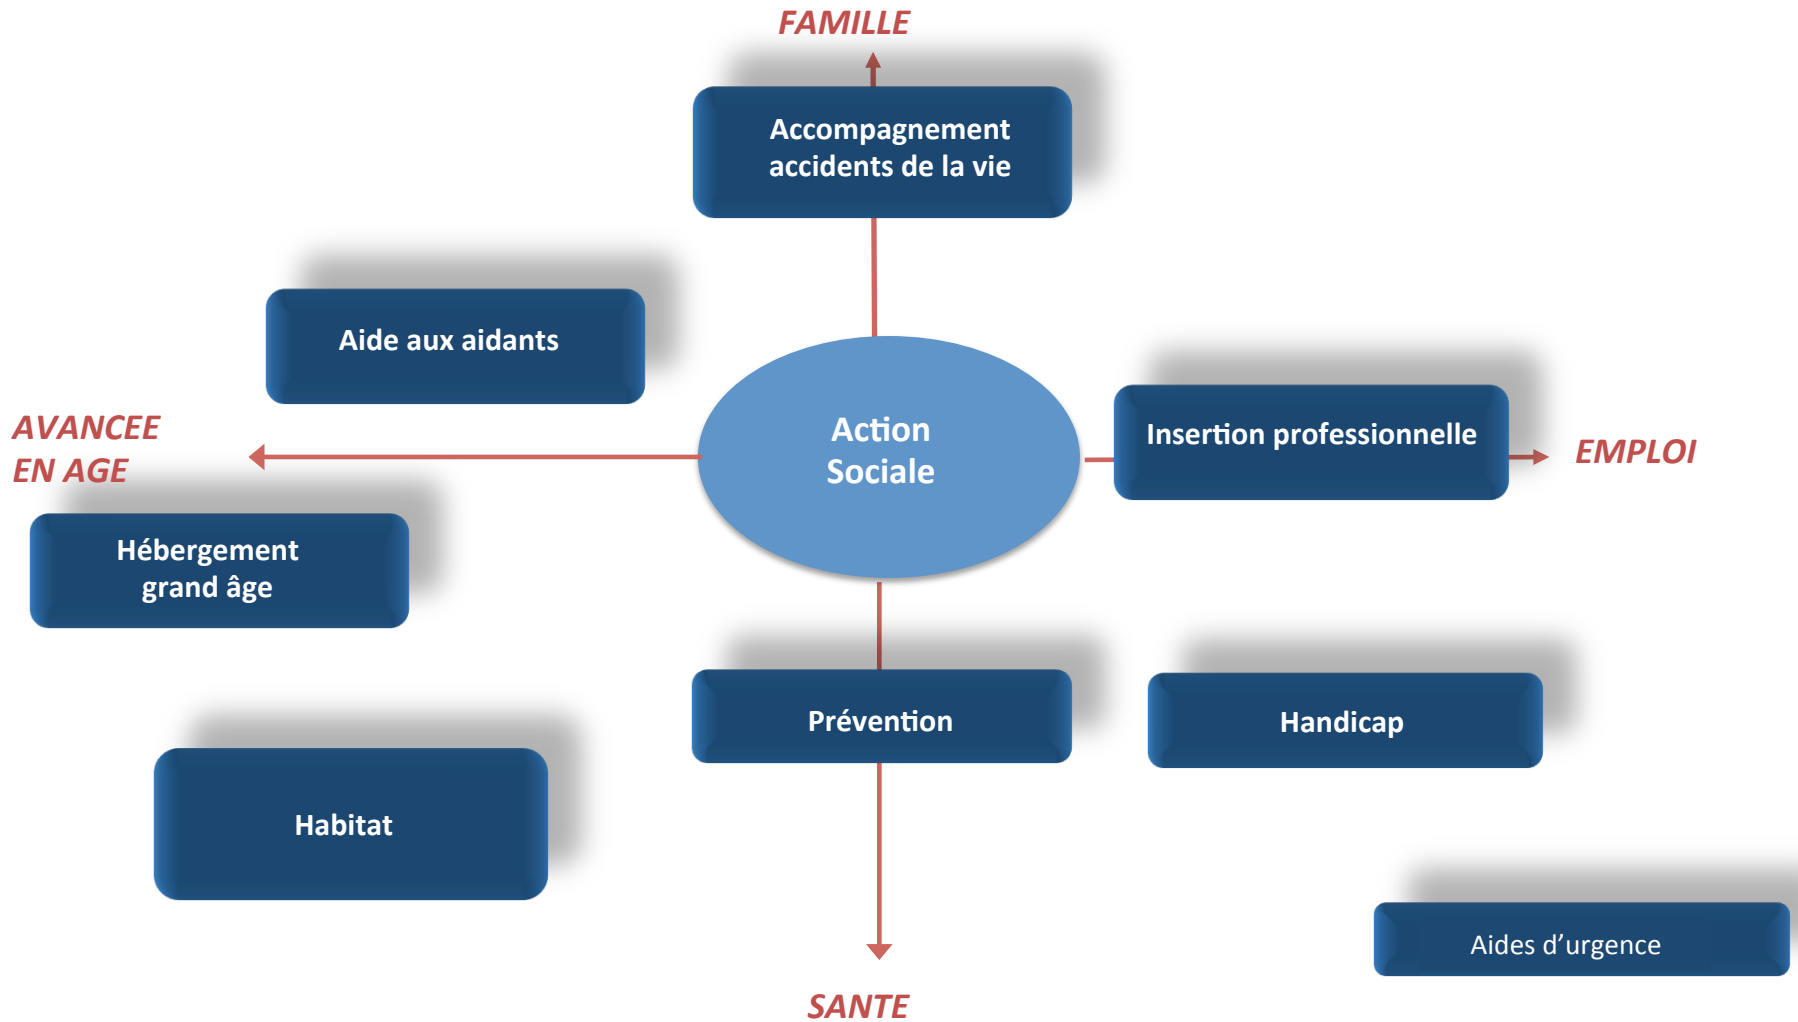 FAMILLE
Accompagnement
accidents de la vie
Aide aux aidants
AVANCEE
EN AGE
Action
Sociale
Insertion professionnelle
EMPLOI
Hébergement
grand âge
Prévention
Handicap
Habitat
Aides d’urgence
SANTE